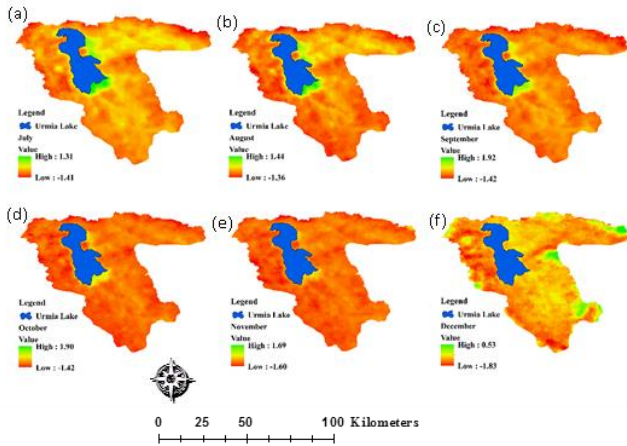 (a)
Legend
Urmia Lake
July
Value
High : 1.31
Low : -1.41
(b)
Legend
Urmia Lake
August
Value
High : 1.44
Low : -1.36
(c)
Legend
Urmia Lake
September
Value
High : 1.92
Low : -1.42
(d)
Legend
Urmia Lake
October
Value
High : 1.90
Low : -1.42
(e)
Legend
Urmia Lake
November
Value
High : 1.69
Low : -1.60
(f)
Legend
Urmia Lake
December
Value
High : 0.53
Low : -1.83
0 25 50 100 Kilometers